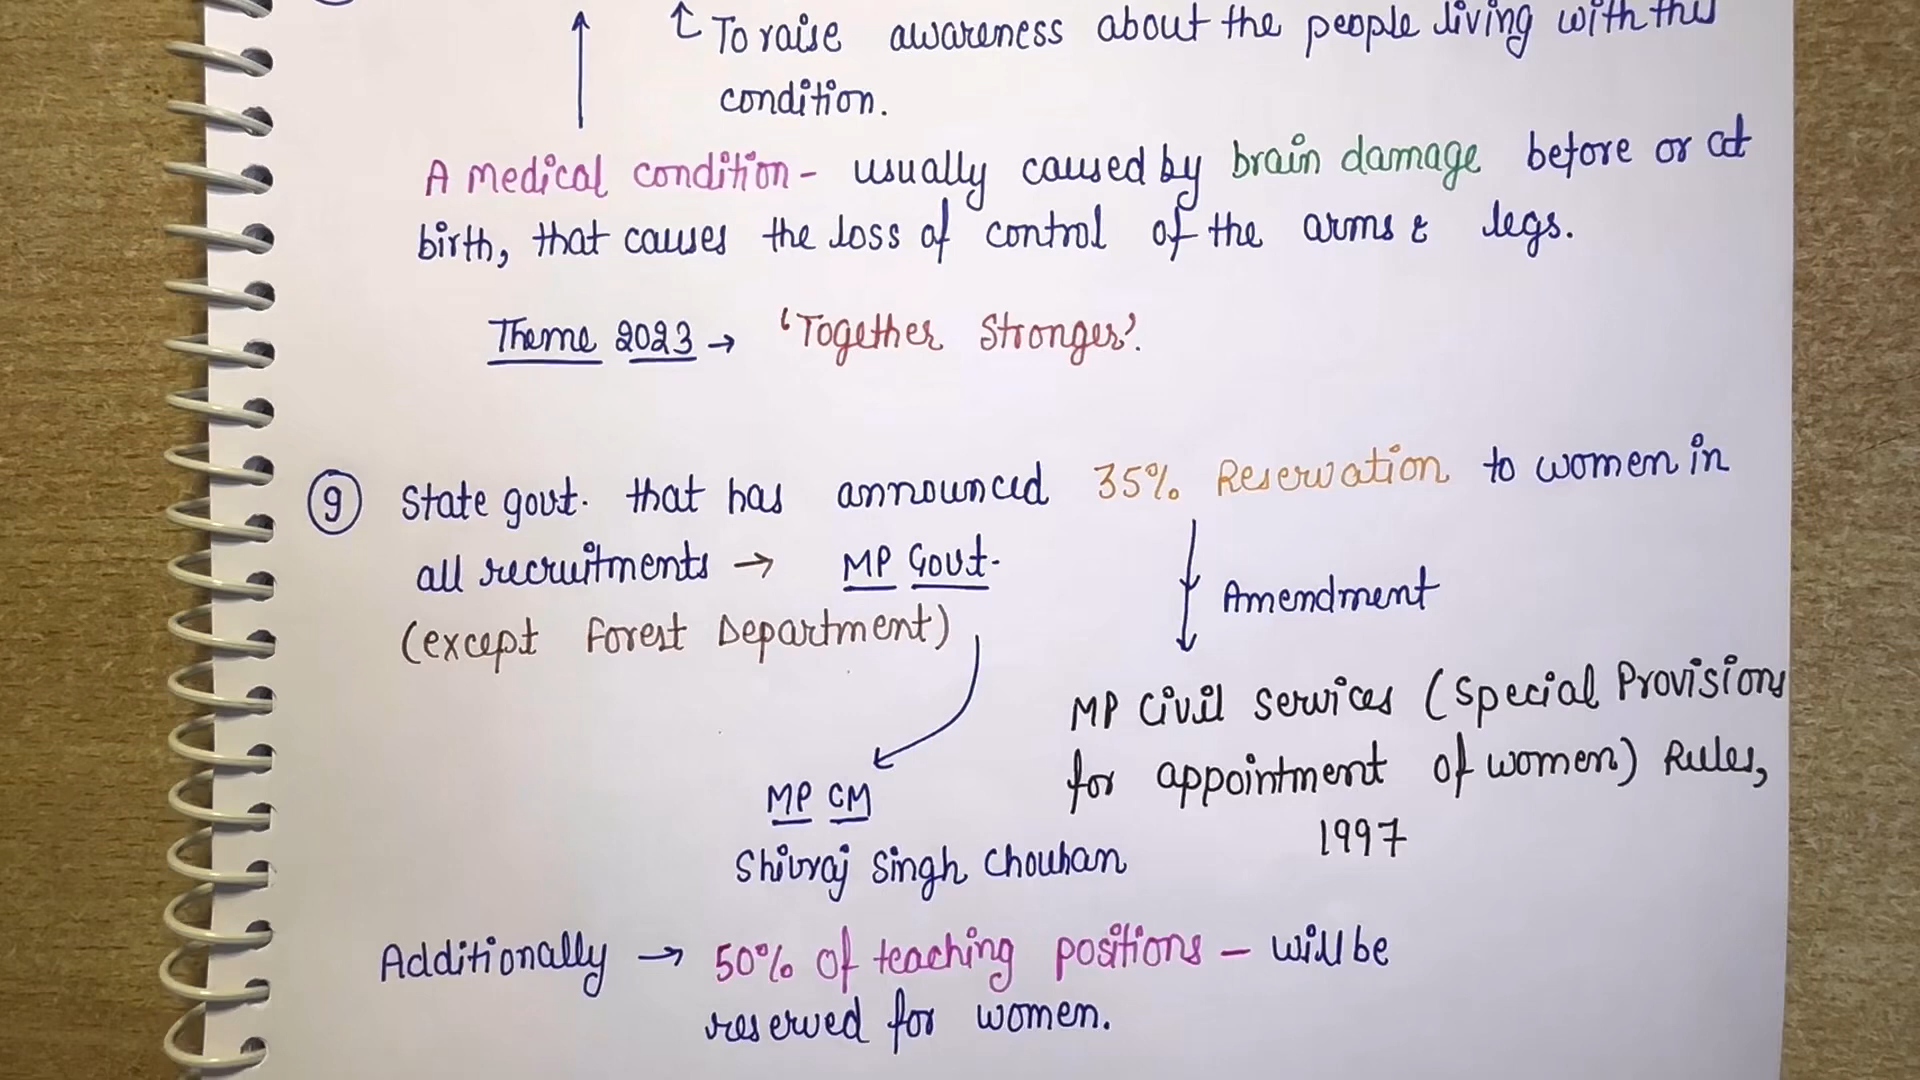 To raise awareness about the people living with this
condition.
A medical condition - usually caused by brain damage before or at
birth, that causes the loss of control of the arms & legs.
Theme 2023 → 'Together Stronger'.
9 State govt. that has announced 35% Reservation to women in
all recruitments → MP Govt.
(except Forest Department)
Amendment
MP Civil Services (Special Provisions
for appointment of women) Rules,
1997
MP CM
Shivraj Singh Chouhan
Additionally → 50% of teaching positions - will be
reserved for women.